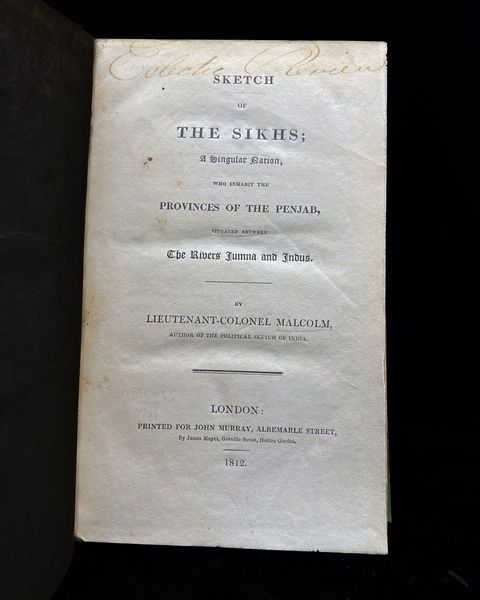 Eclectic Review
SKETCH
OF
THE SIKHS;
A Singular Nation,
WHO INHABIT THE
PROVINCES OF THE PENJAB,
SITUATED BETWEEN
The Rivers Jumna and Indus.
BY
LIEUTENANT-COLONEL MALCOLM,
AUTHOR OF THE POLITICAL SKETCH OF INDIA.
LONDON:
PRINTED FOR JOHN MURRAY, ALBEMARLE STREET,
By James Moyes, Greville Street, Hatton Garden.
1812.